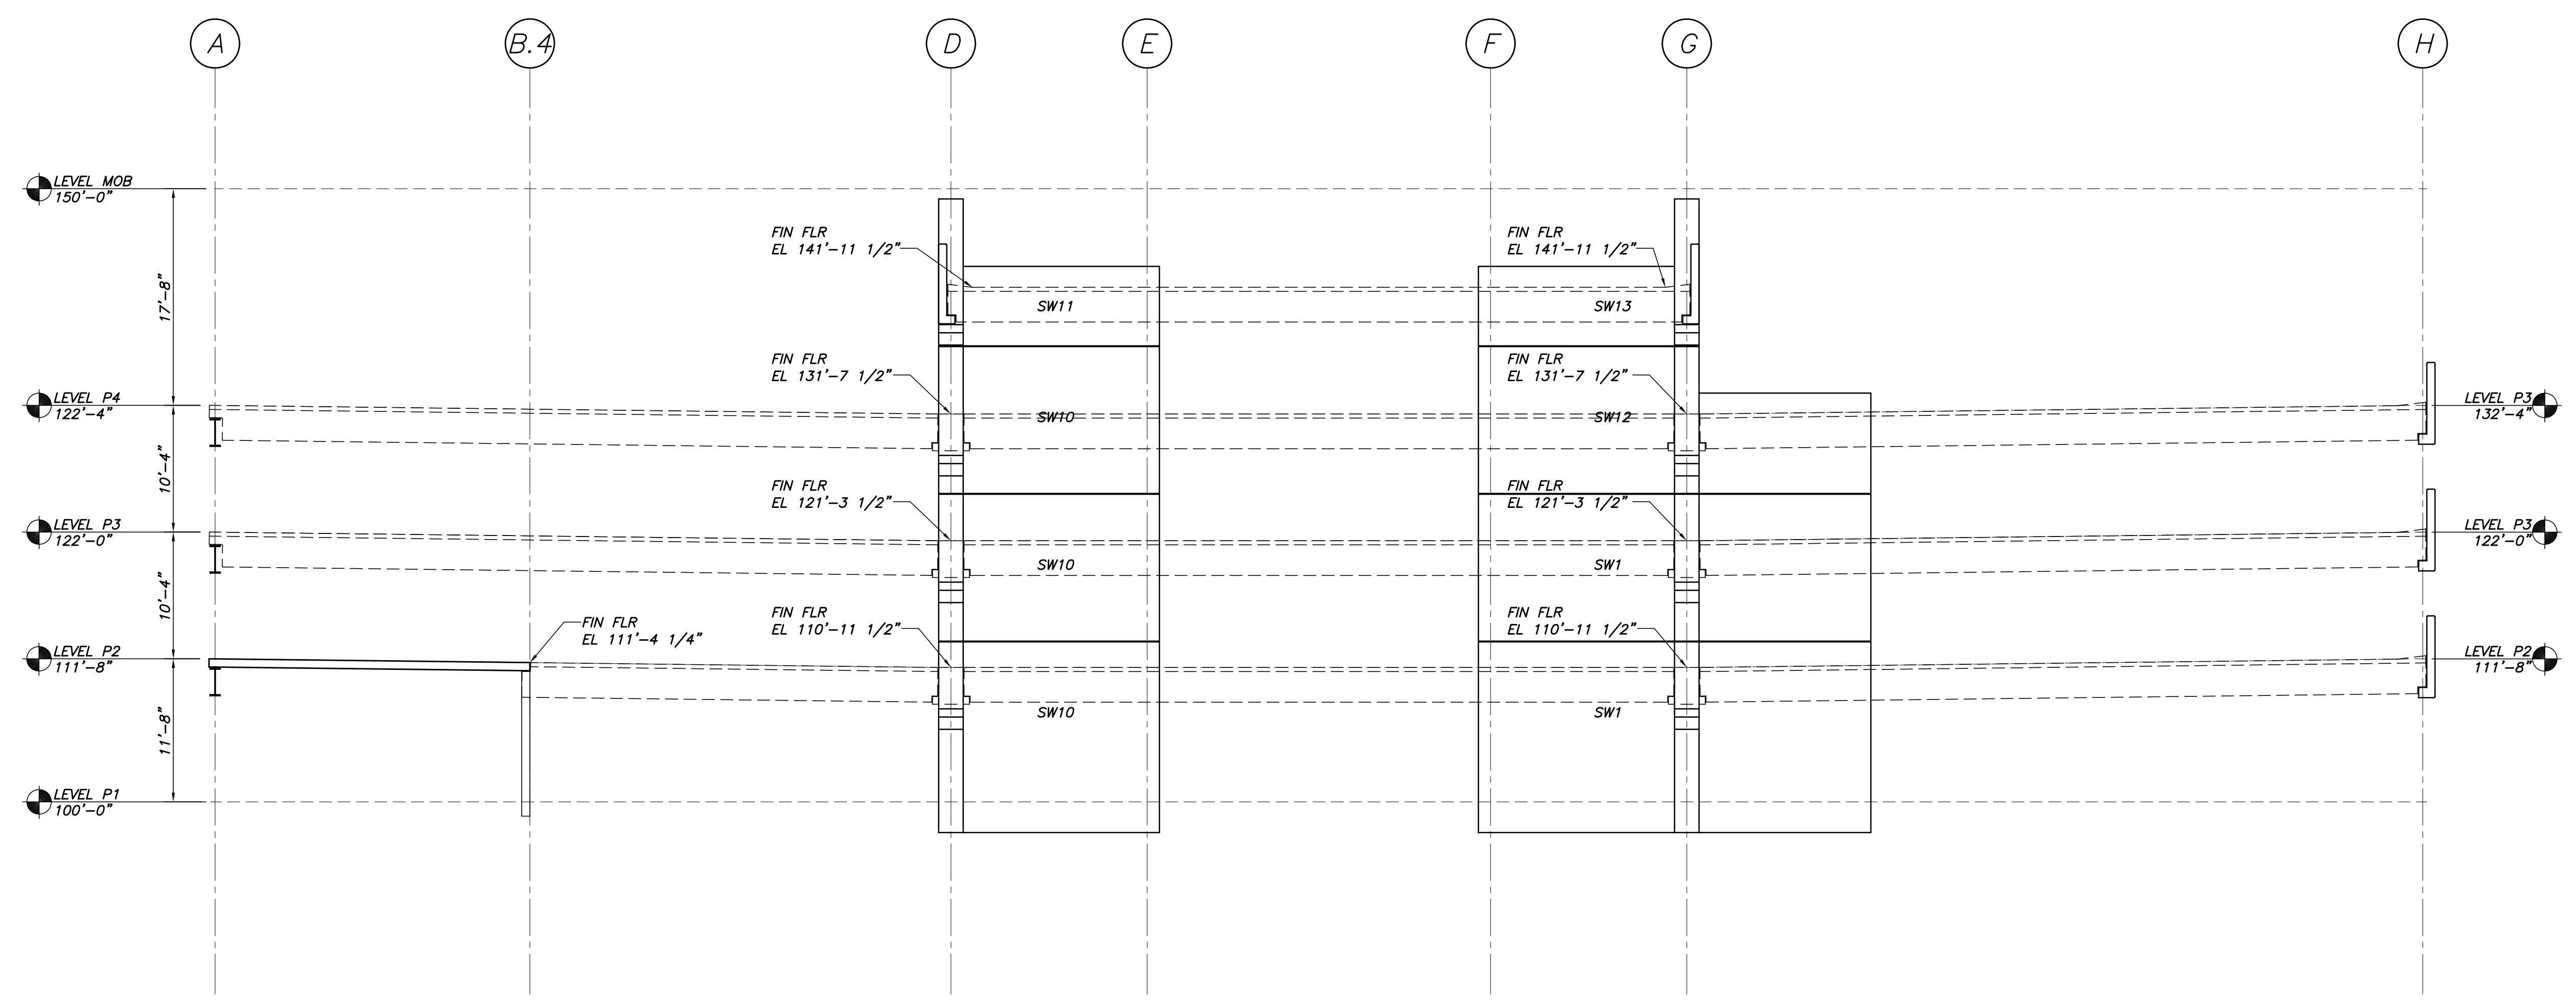 A
B.4
D
E
F
G
H
LEVEL MOB
150'-0"
FIN FLR
EL 141'-11 1/2"
FIN FLR
EL 141'-11 1/2"
17'-8"
SW11
SW13
FIN FLR
EL 131'-7 1/2"
FIN FLR
EL 131'-7 1/2"
LEVEL P4
122'-4"
LEVEL P3
132'-4"
SW10
SW12
10'-4"
FIN FLR
EL 121'-3 1/2"
FIN FLR
EL 121'-3 1/2"
LEVEL P3
122'-0"
LEVEL P3
122'-0"
SW10
SW1
10'-4"
FIN FLR
EL 111'-4 1/4"
FIN FLR
EL 110'-11 1/2"
FIN FLR
EL 110'-11 1/2"
LEVEL P2
111'-8"
LEVEL P2
111'-8"
SW10
SW1
11'-8"
LEVEL P1
100'-0"